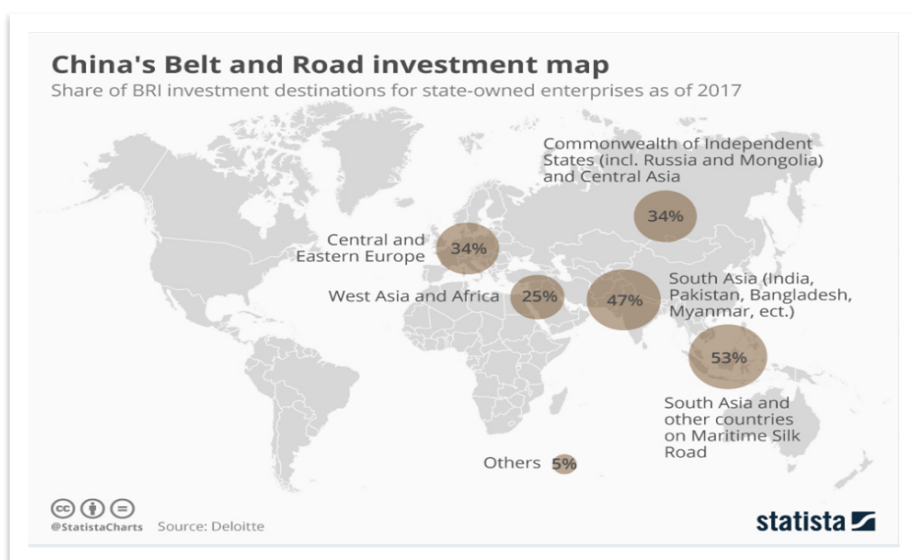 China's Belt and Road investment map
Share of BRI investment destinations for state-owned enterprises as of 2017
Commonwealth of Independent
States (incl. Russia and Mongolia)
and Central Asia
34%
Central and
Eastern Europe
34%
West Asia and Africa
25%
47%
South Asia (India,
Pakistan, Bangladesh,
Myanmar, ect.)
53%
South Asia and
other countries
on Maritime Silk
Road
Others 5%
cc
@StatistaCharts Source: Deloitte
statista